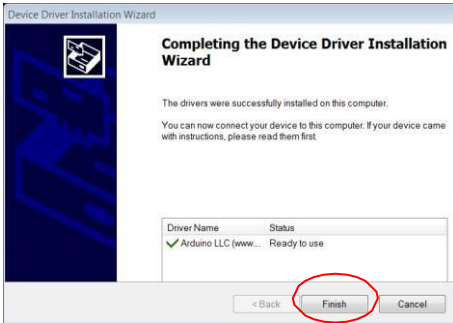 Device Driver Installation Wizard
Completing the Device Driver Installation
Wizard
The drivers were successfully installed on this computer.
You can now connect your device to this computer. If your device came
with instructions, please read them first.
Driver Name Status
Arduino LLC (www... Ready to use
< Back Finish Cancel